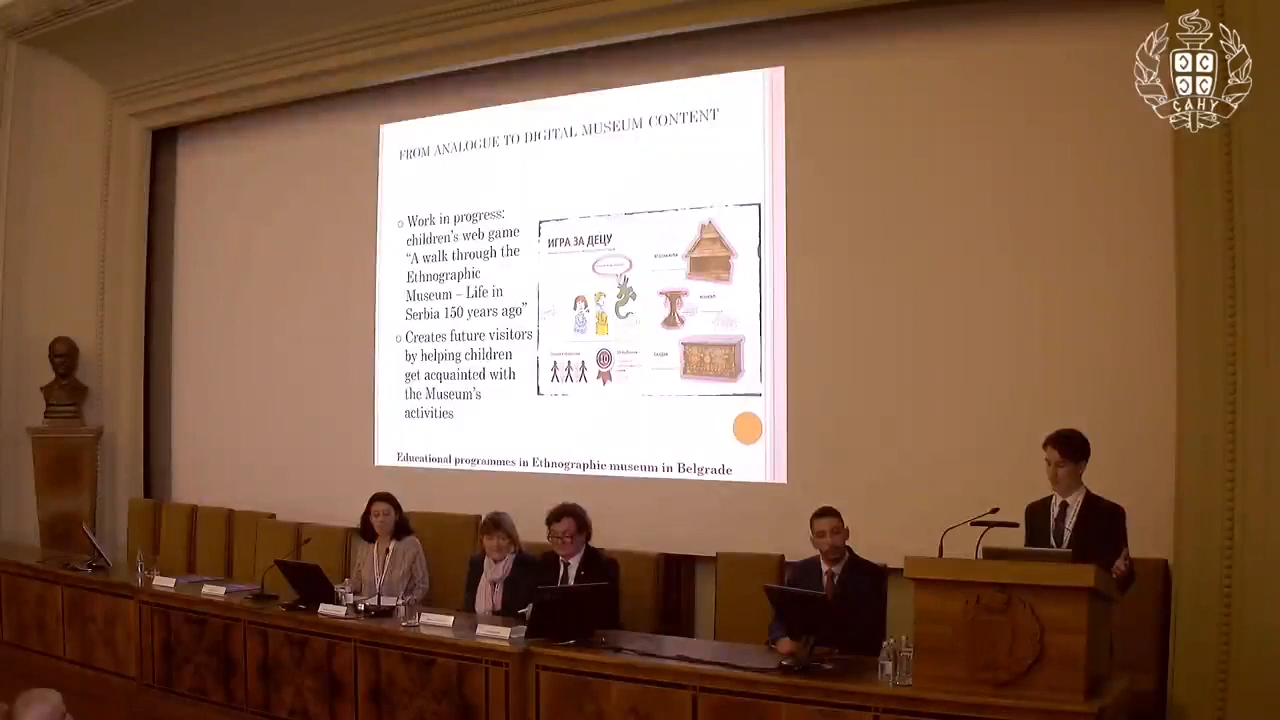 FROM ANALOGUE TO DIGITAL MUSEUM CONTENT
Work in progress:
children's web game
"A walk through the
Ethnographic
Museum – Life in
Serbia 150 years ago"
Creates future visitors
by helping children
get acquainted with
the Museum's
activities
ИГРА ЗА ДЕЦУ
Educational programmes in Ethnographic museum in Belgrade
САНУ